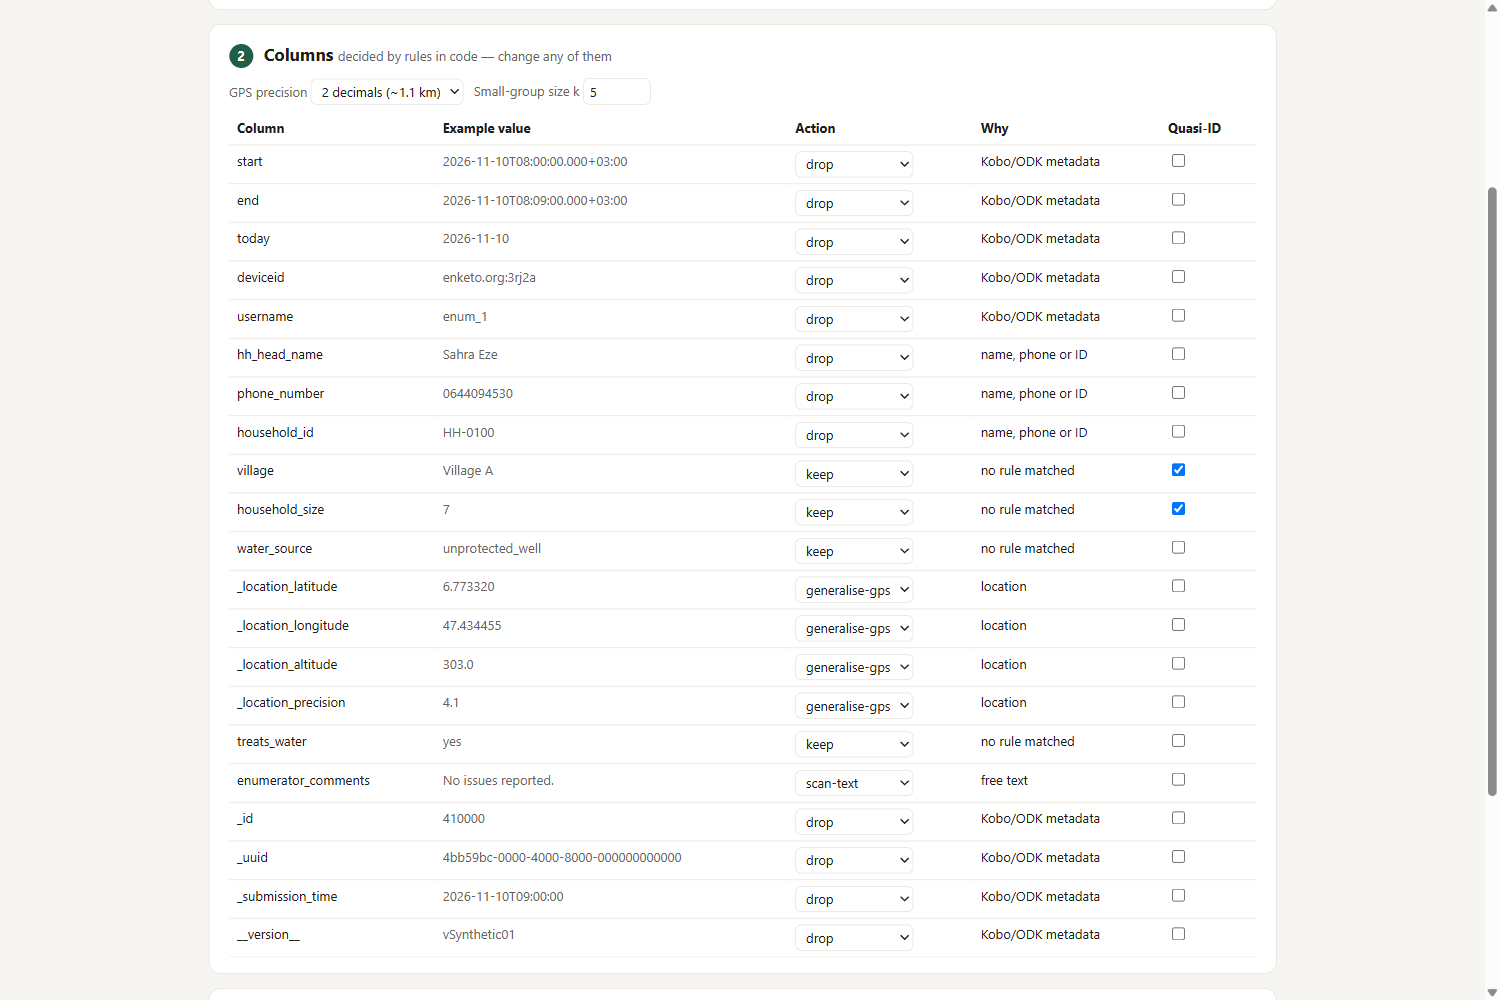 2 Columns decided by rules in code — change any of them
GPS precision 2 decimals (~1.1 km) Small-group size k 5
Column Example value Action Why Quasi-ID
start 2026-11-10T08:00:00.000+03:00 drop Kobo/ODK metadata
end 2026-11-10T08:09:00.000+03:00 drop Kobo/ODK metadata
today 2026-11-10 drop Kobo/ODK metadata
deviceid enketo.org:3rj2a drop Kobo/ODK metadata
username enum_1 drop Kobo/ODK metadata
hh_head_name Sahra Eze drop name, phone or ID
phone_number 0644094530 drop name, phone or ID
household_id HH-0100 drop name, phone or ID
village Village A keep no rule matched
household_size 7 keep no rule matched
water_source unprotected_well keep no rule matched
_location_latitude 6.773320 generalise-gps location
_location_longitude 47.434455 generalise-gps location
_location_altitude 303.0 generalise-gps location
_location_precision 4.1 generalise-gps location
treats_water yes keep no rule matched
enumerator_comments No issues reported. scan-text free text
_id 410000 drop Kobo/ODK metadata
_uuid 4bb59bc-0000-4000-8000-000000000000 drop Kobo/ODK metadata
_submission_time 2026-11-10T09:00:00 drop Kobo/ODK metadata
__version__ vSynthetic01 drop Kobo/ODK metadata